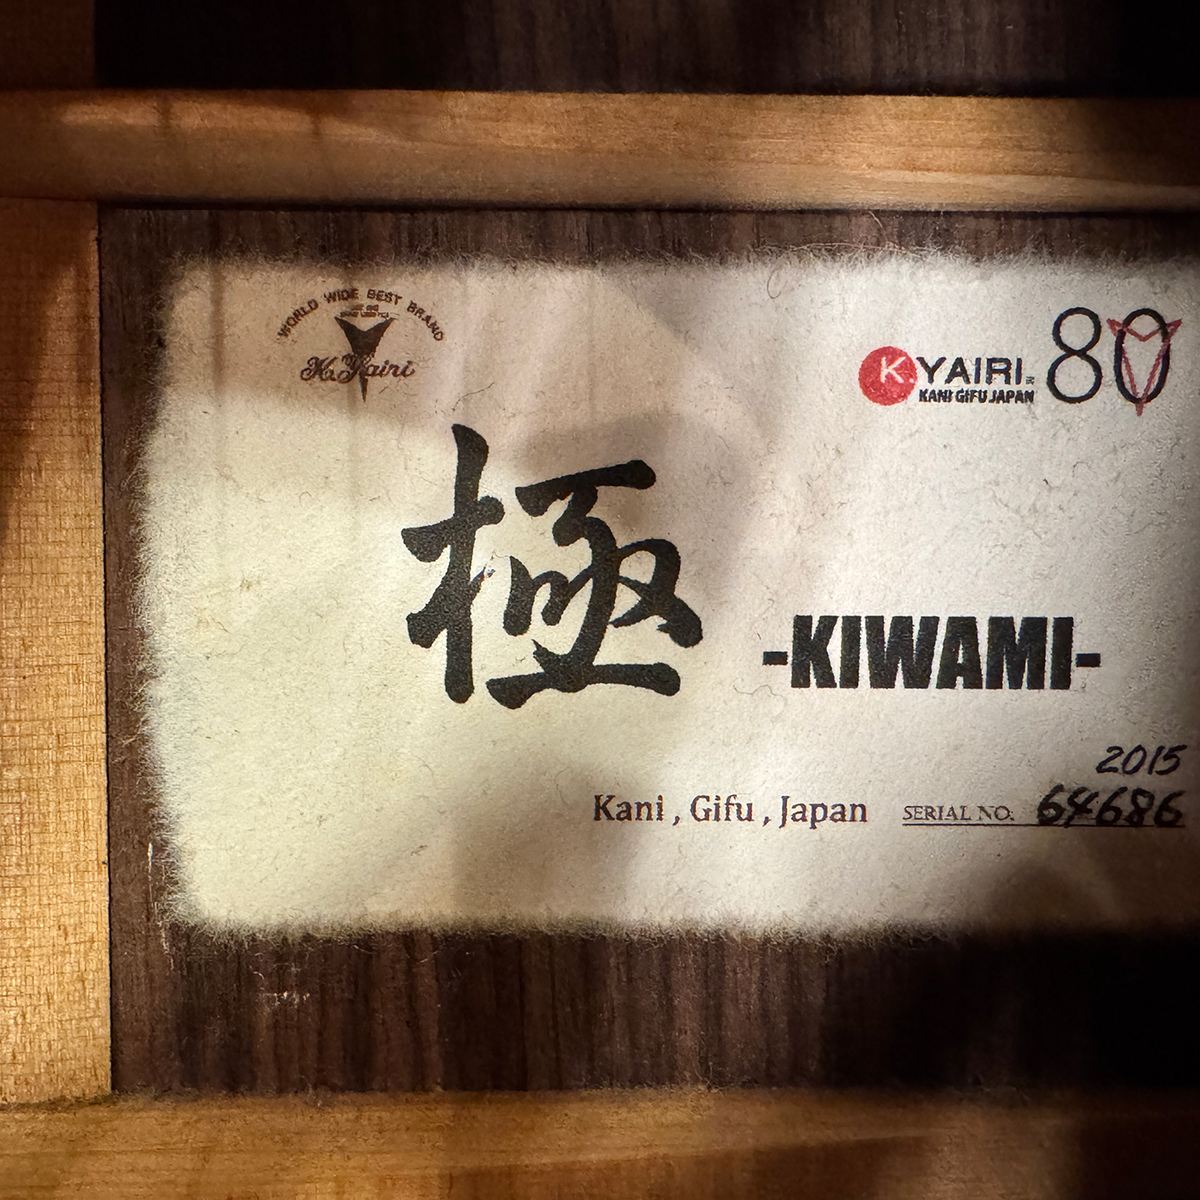 WORLD WIDE BEST BRAND
K.Yairi
K.YAIRI
KANI GIFU JAPAN
80
極
-KIWAMI-
2015
Kani , Gifu , Japan
SERIAL NO. 64686